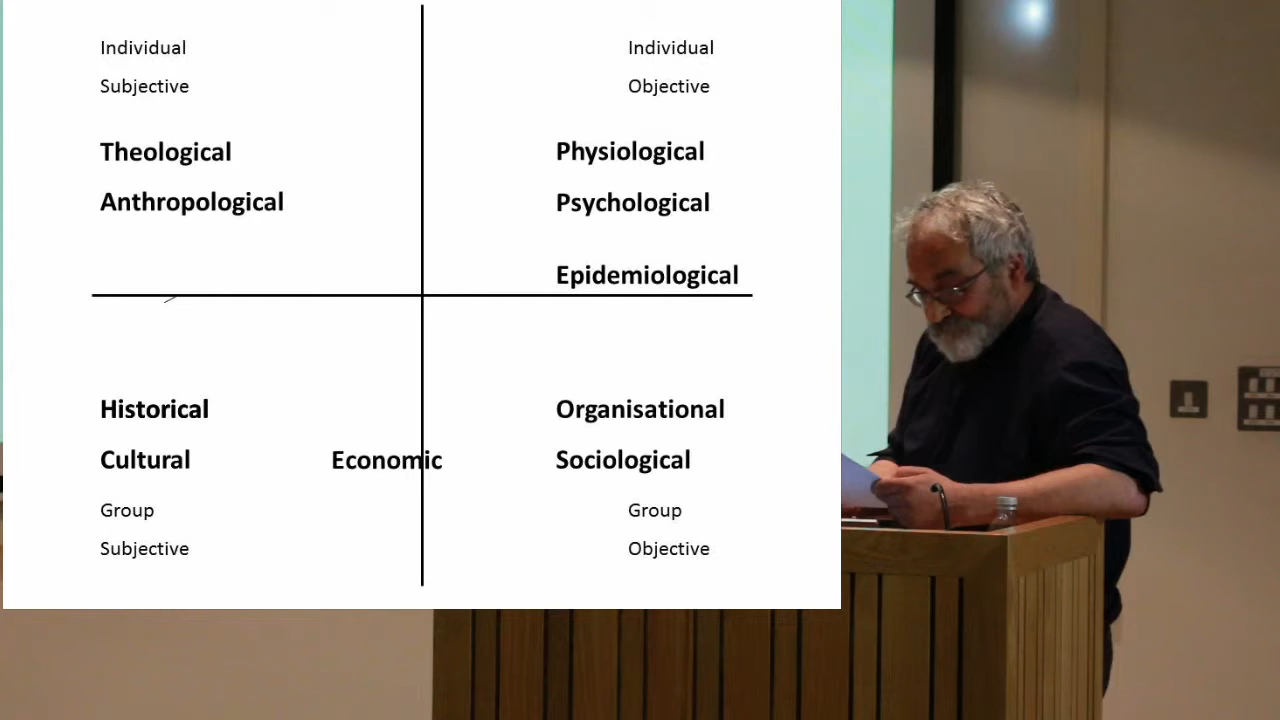 Individual
Subjective
Individual
Objective
Theological
Anthropological
Physiological
Psychological
Epidemiological
Historical
Cultural
Economic
Organisational
Sociological
Group
Subjective
Group
Objective